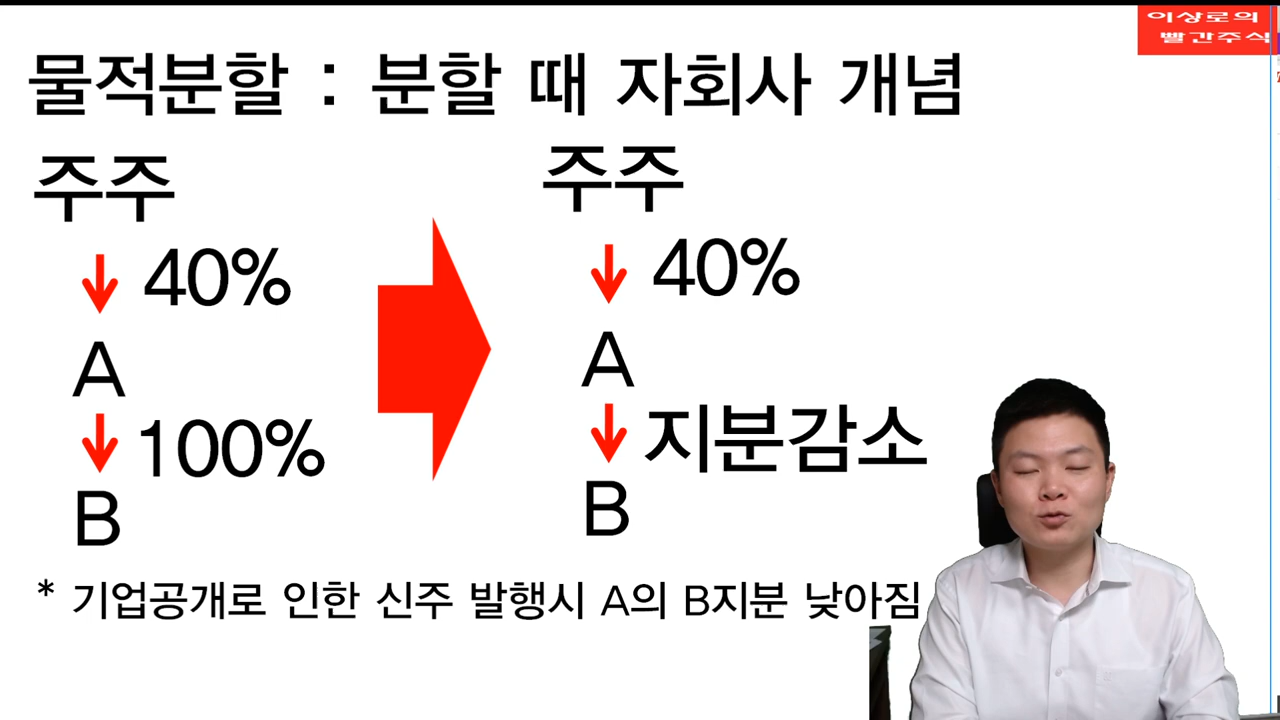 이상로의
빨간주식
물적분할 : 분할 때 자회사 개념
주주
40%
A
100%
B
주주
40%
A
지분감소
B
* 기업공개로 인한 신주 발행시 A의 B지분 낮아짐